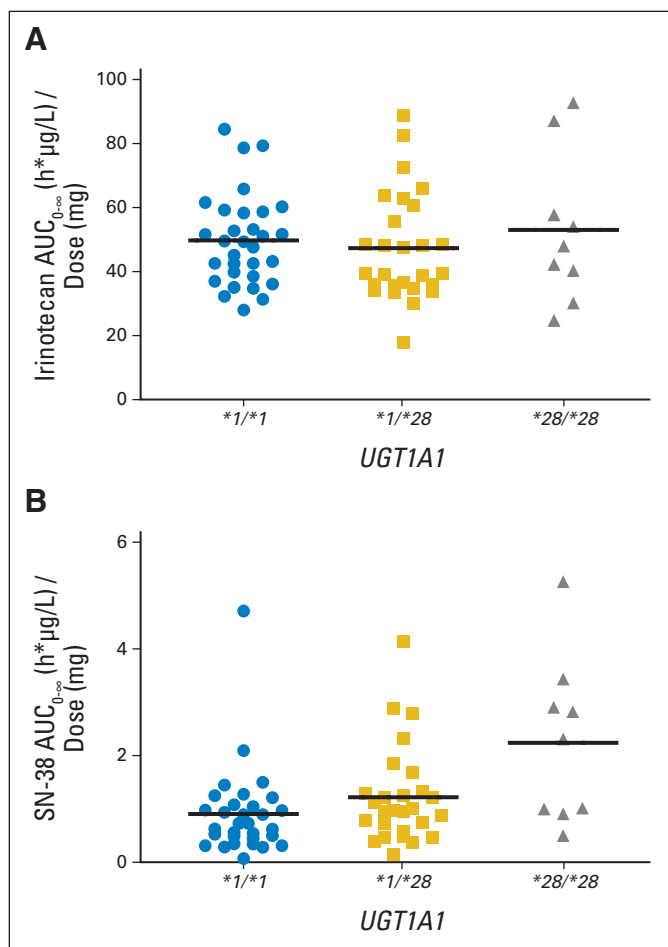 A
Irinotecan AUC0-∞ (h*µg/L) /
Dose (mg)
100
80
60
40
20
0
*1/*1
*1/*28
*28/*28
UGT1A1
B
SN-38 AUC0-∞ (h*µg/L) /
Dose (mg)
6
4
2
0
*1/*1
*1/*28
*28/*28
UGT1A1